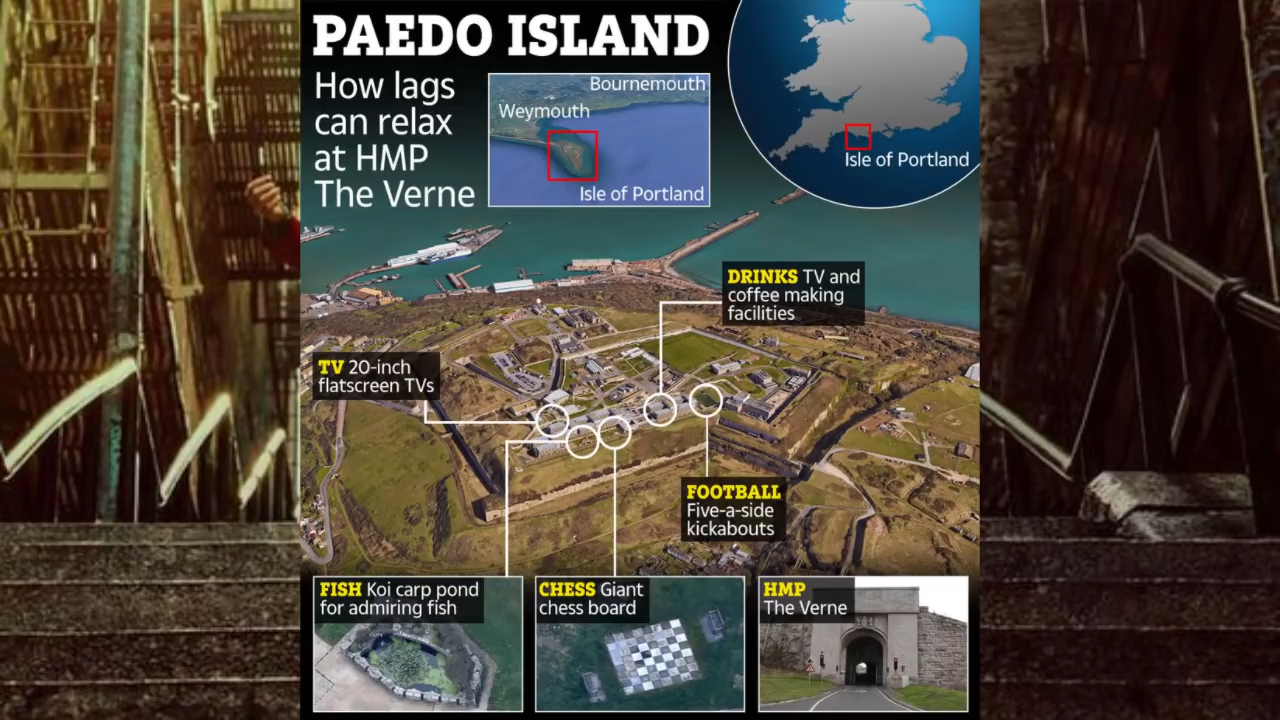 PAEDO ISLAND
How lags
can relax
at HMP
The Verne
Bournemouth
Weymouth
Isle of Portland
Isle of Portland
DRINKS TV and
coffee making
facilities
TV 20-inch
flatscreen TVs
FOOTBALL
Five-a-side
kickabouts
FISH Koi carp pond
for admiring fish
CHESS Giant
chess board
HMP
The Verne